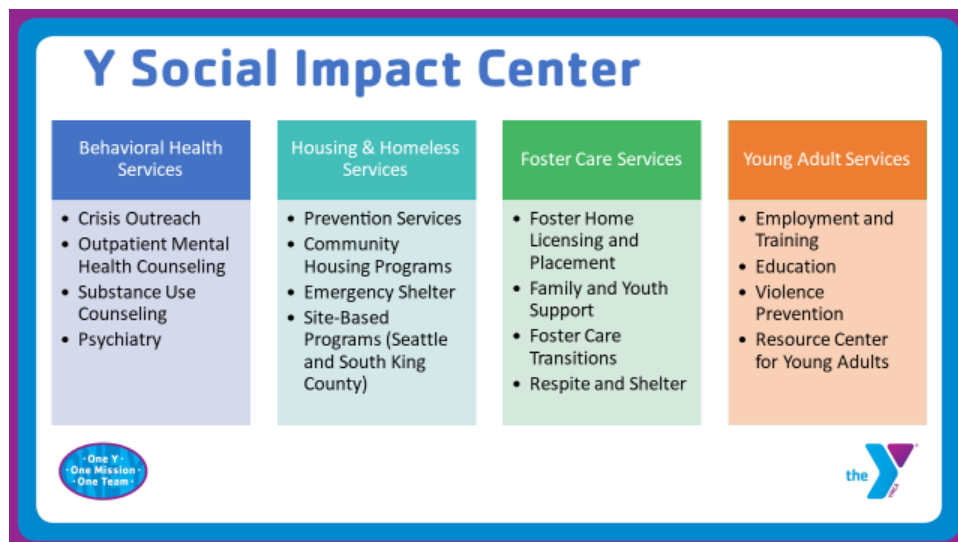 Y Social Impact Center
Behavioral Health
Services
• Crisis Outreach
• Outpatient Mental
Health Counseling
• Substance Use
Counseling
• Psychiatry
Housing & Homeless
Services
• Prevention Services
• Community
Housing Programs
• Emergency Shelter
• Site-Based
Programs (Seattle
and South King
County)
Foster Care Services
• Foster Home
Licensing and
Placement
• Family and Youth
Support
• Foster Care
Transitions
• Respite and Shelter
Young Adult Services
• Employment and
Training
• Education
• Violence
Prevention
• Resource Center
for Young Adults
· One Y ·
· One Mission ·
· One Team ·
the Y
YMCA